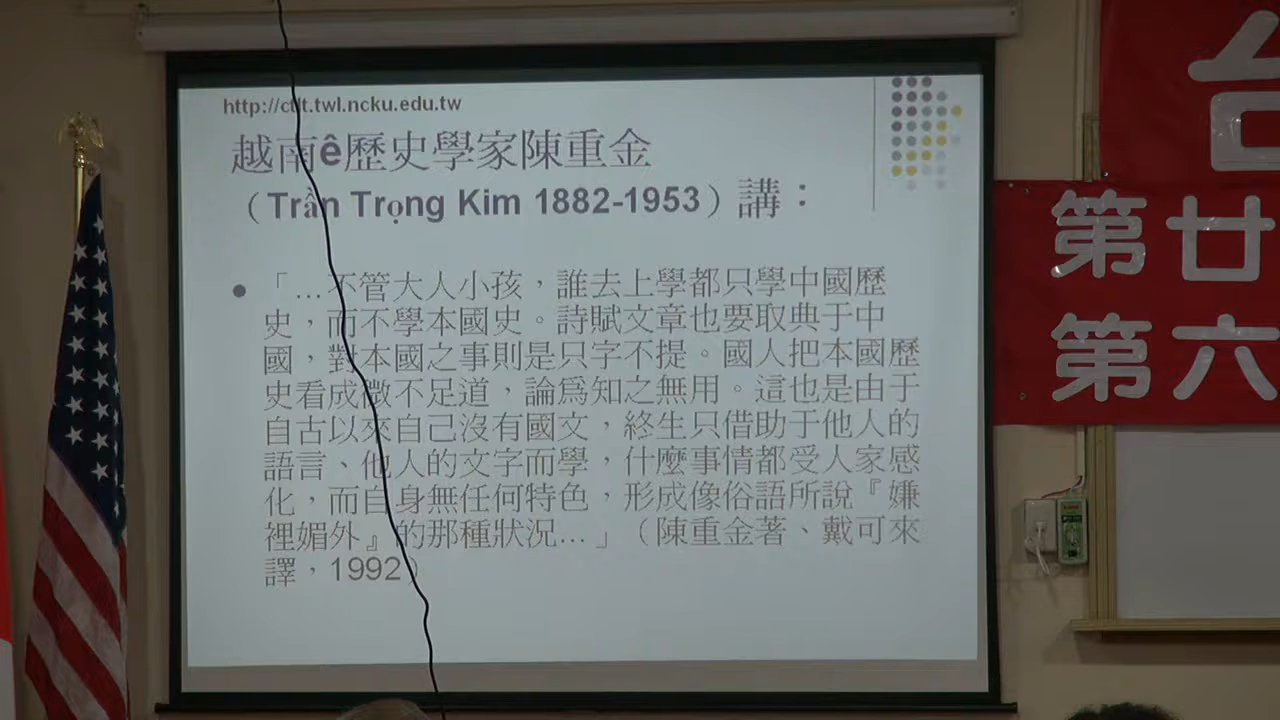 http://ctlt.twl.ncku.edu.tw
越南ê歷史學家陳重金
（Trần Trọng Kim 1882-1953）講：
「...不管大人小孩，誰去上學都只學中國歷
史，而不學本國史。詩賦文章也要取典于中
國，對本國之事則是只字不提。國人把本國歷
史看成微不足道，論爲知之無用。這也是由于
自古以來自己沒有國文，終生只借助于他人的
語言、他人的文字而學，什麼事情都受人家感
化，而自身無任何特色，形成像俗語所說『嫌
裡媚外』的那種狀況...」（陳重金著、戴可來
譯，1992）
台
第廿
第六